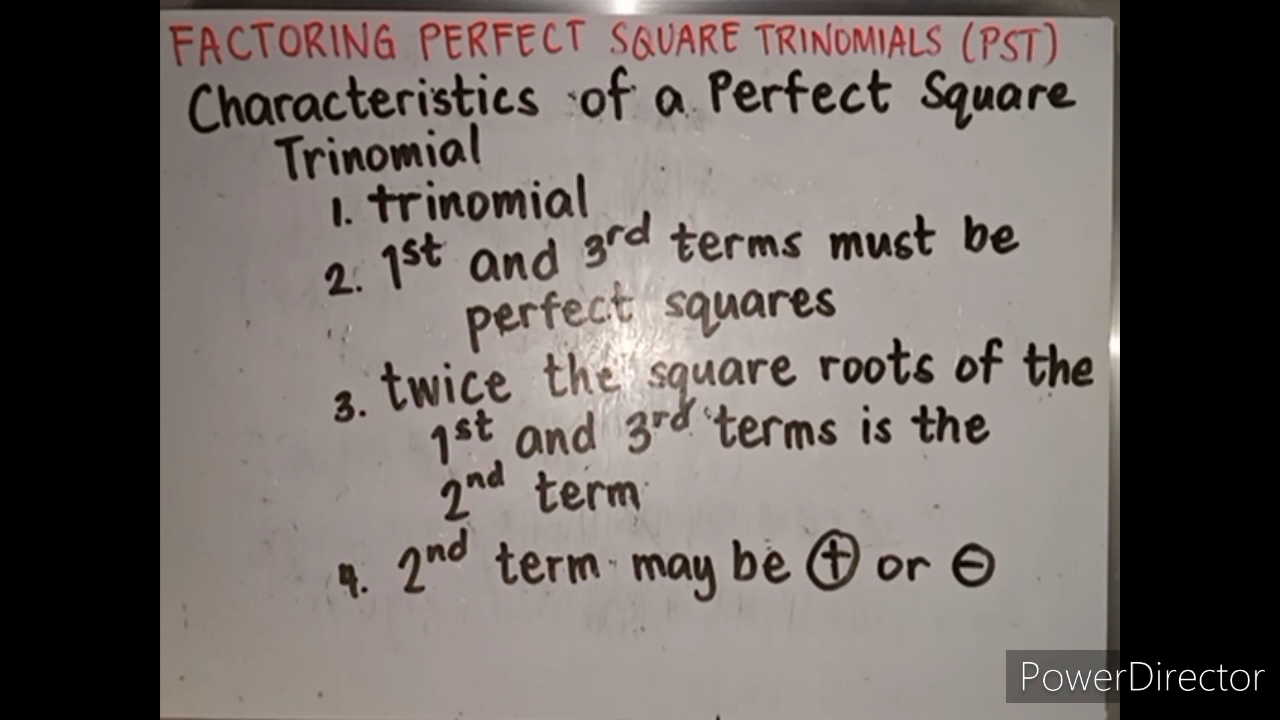 FACTORING PERFECT SQUARE TRINOMIALS (PST)
Characteristics of a Perfect Square
Trinomial
1. trinomial
2. 1st and 3rd terms must be
perfect squares
3. twice the square roots of the
1st and 3rd terms is the
2nd term
4. 2nd term may be ⊕ or ⊖
PowerDirector